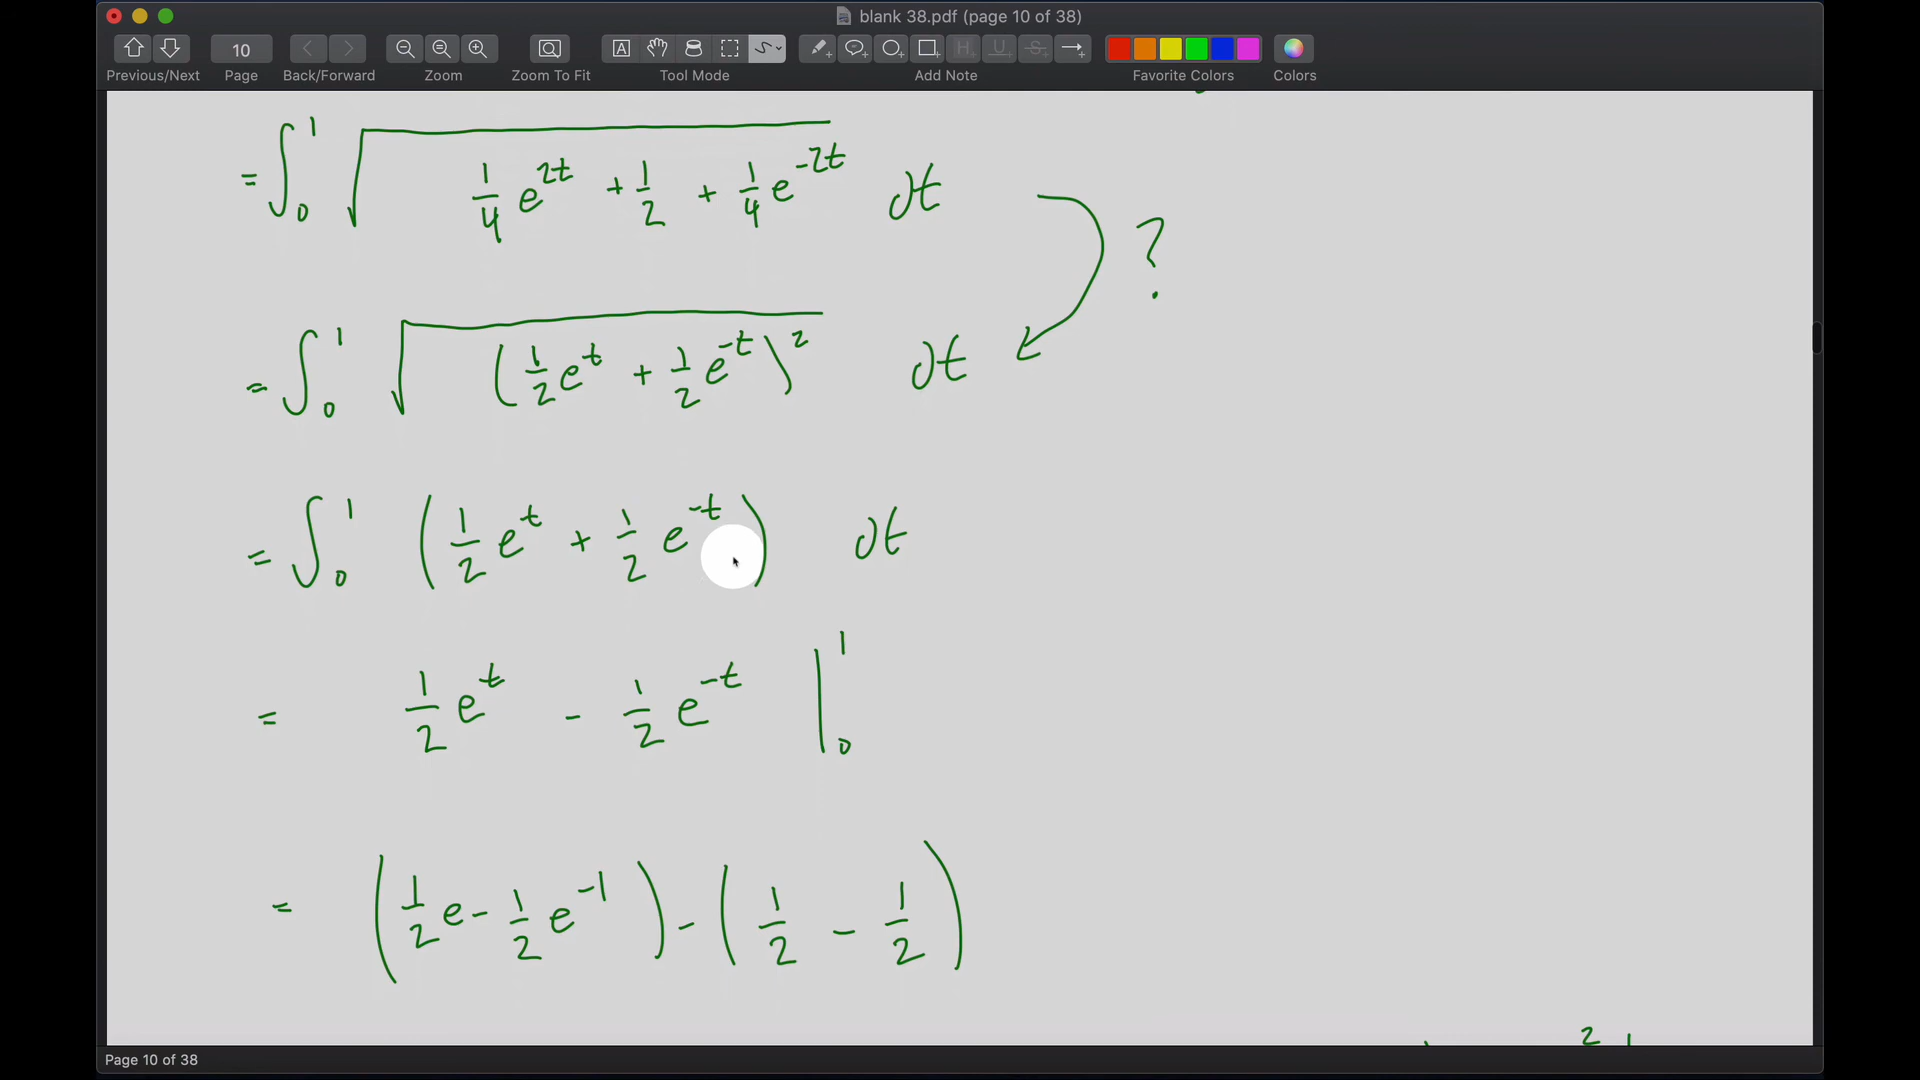 blank 38.pdf (page 10 of 38)
10
A H U S
Previous/Next Page Back/Forward Zoom Zoom To Fit Tool Mode Add Note Favorite Colors Colors
= ∫₀¹ √(1/4 e^{2t} + 1/2 + 1/4 e^{-2t}) dt
?
= ∫₀¹ √((1/2 e^t + 1/2 e^{-t})²) dt
= ∫₀¹ (1/2 e^t + 1/2 e^{-t}) dt
= 1/2 e^t - 1/2 e^{-t} |₀¹
= (1/2 e - 1/2 e^{-1}) - (1/2 - 1/2)
Page 10 of 38